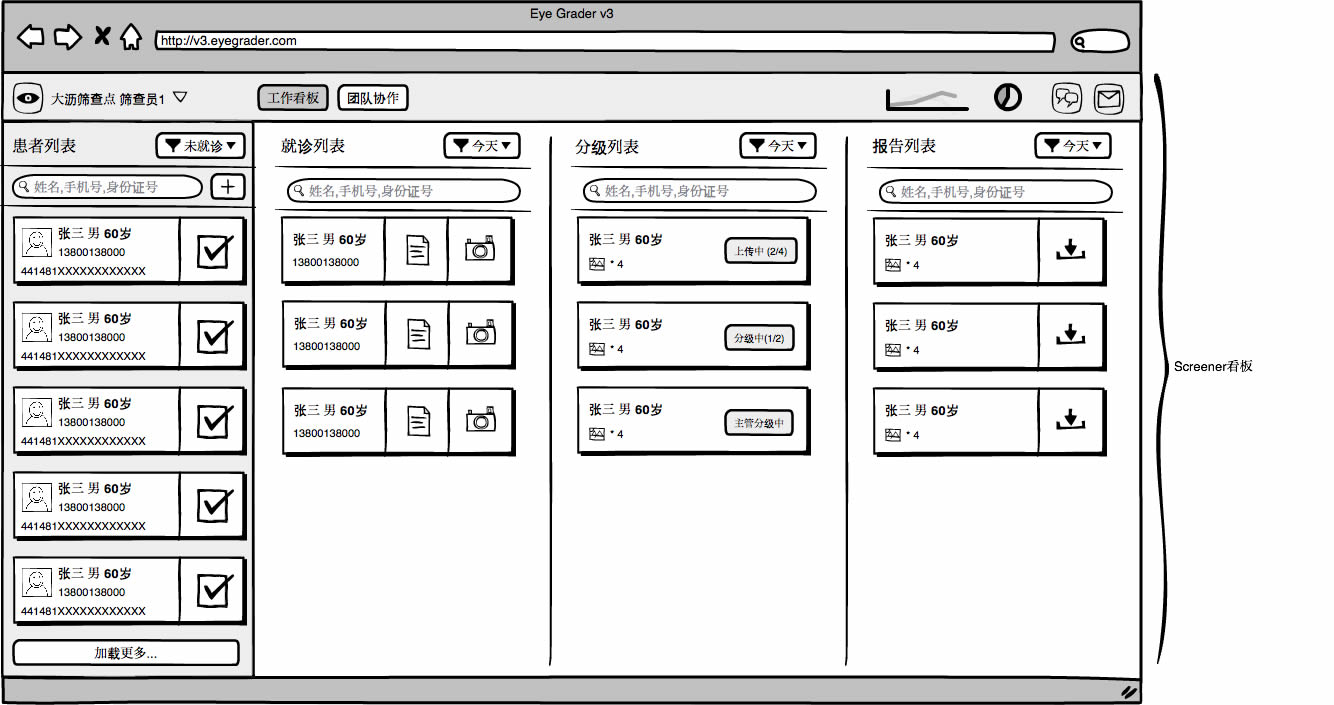 Eye Grader v3
http://v3.eyegrader.com
大沥筛查点 筛查员1
工作看板
团队协作
患者列表
未就诊
姓名,手机号,身份证号
张三 男 60岁
13800138000
441481XXXXXXXXXXXX
张三 男 60岁
13800138000
441481XXXXXXXXXXXX
张三 男 60岁
13800138000
441481XXXXXXXXXXXX
张三 男 60岁
13800138000
441481XXXXXXXXXXXX
张三 男 60岁
13800138000
441481XXXXXXXXXXXX
加载更多...
就诊列表
今天
姓名,手机号,身份证号
张三 男 60岁
13800138000
张三 男 60岁
13800138000
张三 男 60岁
13800138000
分级列表
今天
姓名,手机号,身份证号
张三 男 60岁
* 4
上传中 (2/4)
张三 男 60岁
* 4
分级中(1/2)
张三 男 60岁
* 4
主管分级中
报告列表
今天
姓名,手机号,身份证号
张三 男 60岁
* 4
张三 男 60岁
* 4
张三 男 60岁
* 4
Screener看板